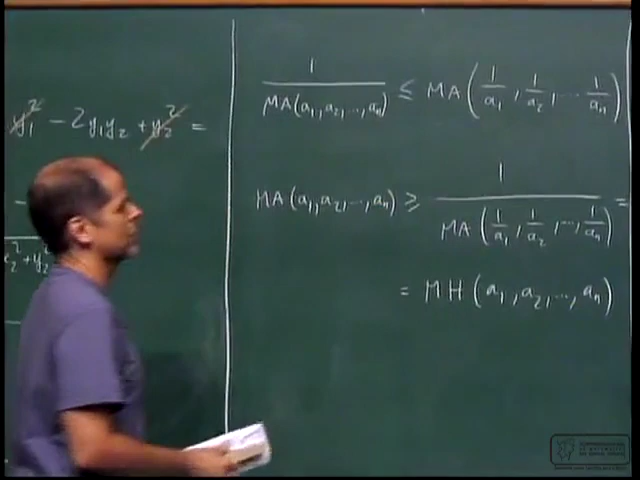 y₁² - 2y₁y₂ + y₂² =
1 / MA(a₁,a₂,...,aₙ) ≤ MA(1/a₁, 1/a₂, ... 1/aₙ)
MA(a₁,a₂,...,aₙ) ≥ 1 / MA(1/a₁, 1/a₂, ..., 1/aₙ) =
= MH(a₁,a₂,...,aₙ)